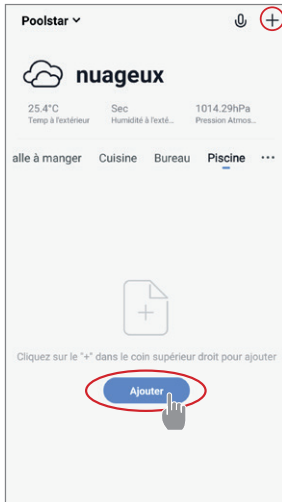 Poolstar
nuageux
25.4°C Sec 1014.29hPa
Temp à l'extérieur Humidité à l'exté... Pression Atmos...
alle à manger Cuisine Bureau Piscine ...
Cliquez sur le "+" dans le coin supérieur droit pour ajouter
Ajouter